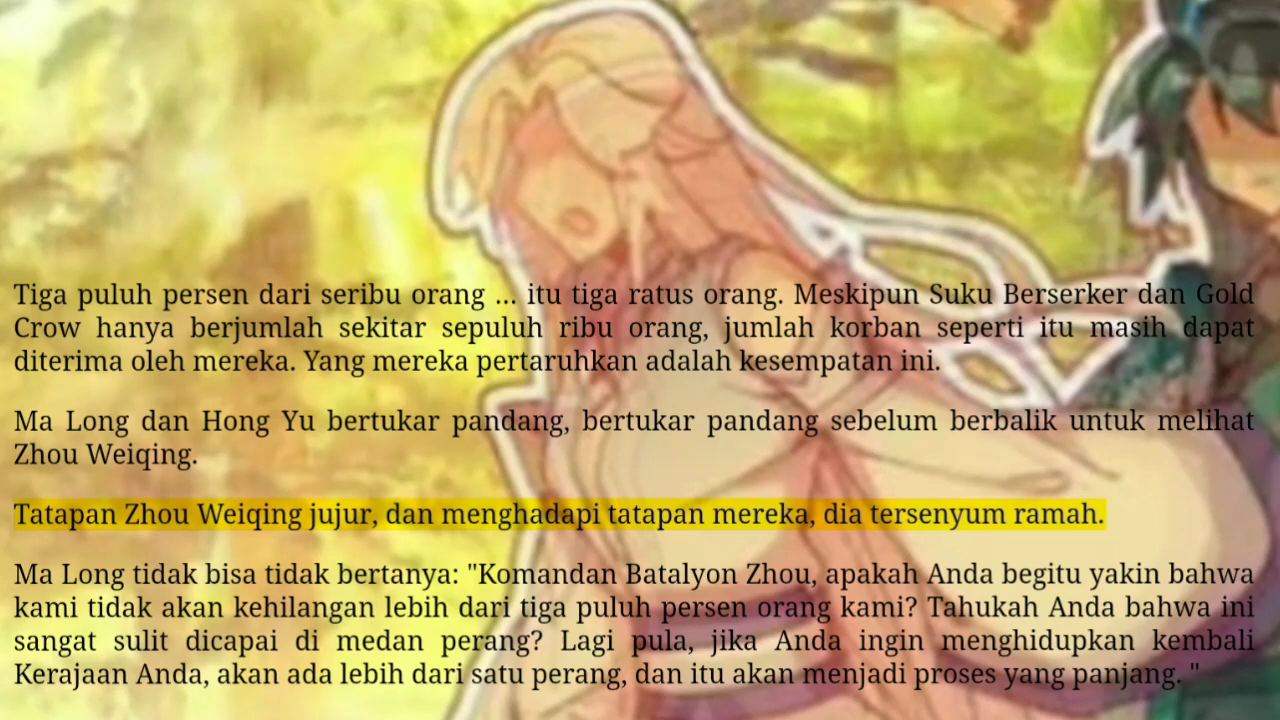 Tiga puluh persen dari seribu orang ... itu tiga ratus orang. Meskipun Suku Berserker dan Gold
Crow hanya berjumlah sekitar sepuluh ribu orang, jumlah korban seperti itu masih dapat
diterima oleh mereka. Yang mereka pertaruhkan adalah kesempatan ini.
Ma Long dan Hong Yu bertukar pandang, bertukar pandang sebelum berbalik untuk melihat
Zhou Weiqing.
Tatapan Zhou Weiqing jujur, dan menghadapi tatapan mereka, dia tersenyum ramah.
Ma Long tidak bisa tidak bertanya: "Komandan Batalyon Zhou, apakah Anda begitu yakin bahwa
kami tidak akan kehilangan lebih dari tiga puluh persen orang kami? Tahukah Anda bahwa ini
sangat sulit dicapai di medan perang? Lagi pula, jika Anda ingin menghidupkan kembali
Kerajaan Anda, akan ada lebih dari satu perang, dan itu akan menjadi proses yang panjang. "